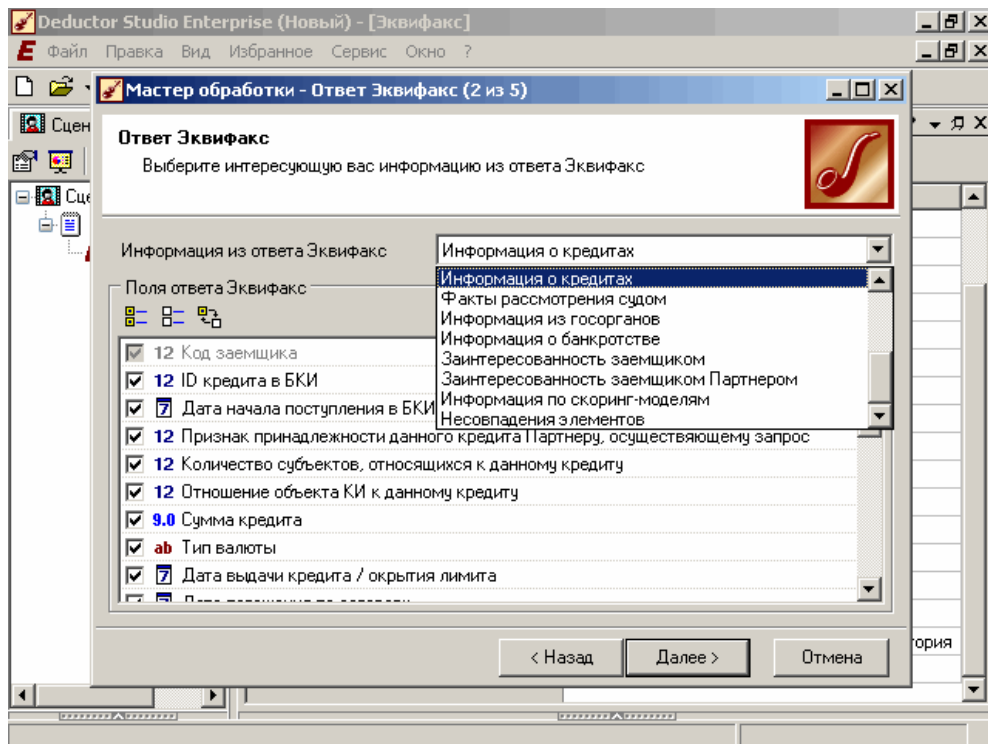 Deductor Studio Enterprise (Новый) - [Эквифакс]
Файл Правка Вид Избранное Сервис Окно ?
Мастер обработки - Ответ Эквифакс (2 из 5)
Сцен
Ответ Эквифакс
Выберите интересующую вас информацию из ответа Эквифакс
Сце
Информация из ответа Эквифакс
Информация о кредитах
Информация о кредитах
Факты рассмотрения судом
Информация из госорганов
Информация о банкротстве
Заинтересованность заемщиком
Заинтересованность заемщиком Партнером
Информация по скоринг-моделям
Несовпадения элементов
Поля ответа Эквифакс
12 Код заемщика
12 ID кредита в БКИ
7 Дата начала поступления в БКИ
12 Признак принадлежности данного кредита Партнеру, осуществяющему запрос
12 Количество субъектов, относящихся к данному кредиту
12 Отношение объекта КИ к данному кредиту
9.0 Сумма кредита
ab Тип валюты
7 Дата выдачи кредита / окрытия лимита
< Назад
Далее >
Отмена
тория